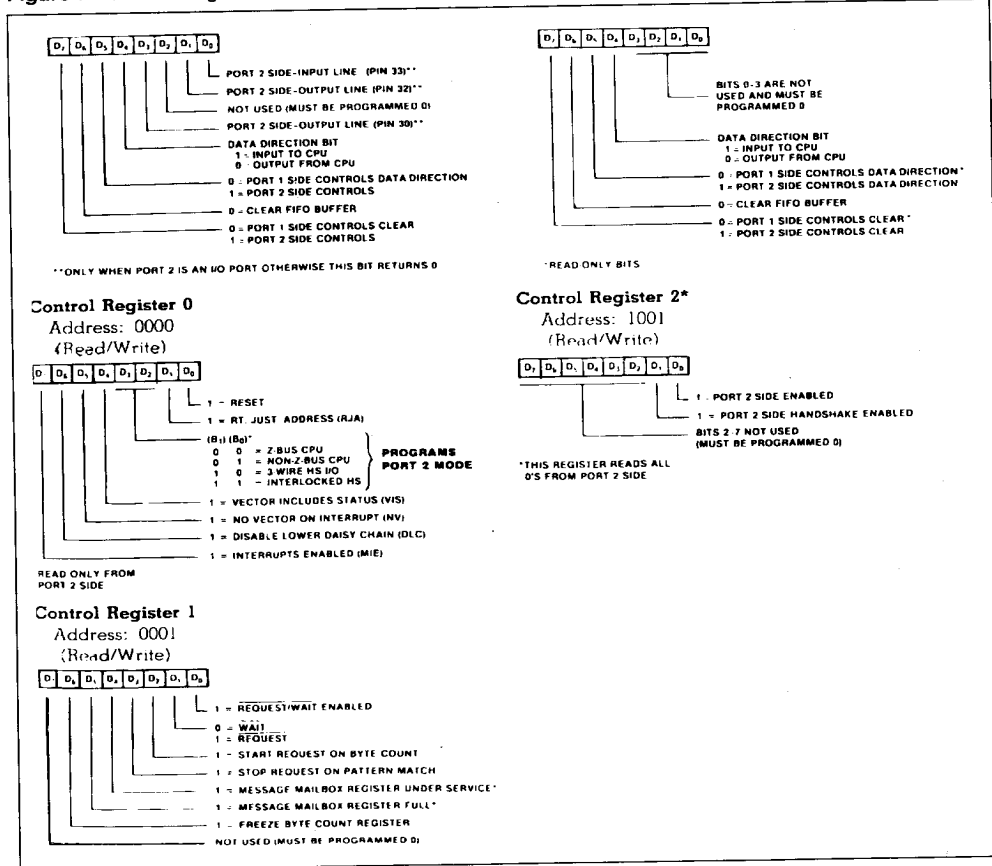 D7 D6 D5 D4 D3 D2 D1 D0
PORT 2 SIDE-INPUT LINE (PIN 33)**
PORT 2 SIDE-OUTPUT LINE (PIN 32)**
NOT USED (MUST BE PROGRAMMED 0)
PORT 2 SIDE-OUTPUT LINE (PIN 30)**
DATA DIRECTION BIT
1 = INPUT TO CPU
0 = OUTPUT FROM CPU
0 = PORT 1 SIDE CONTROLS DATA DIRECTION
1 = PORT 2 SIDE CONTROLS
0 = CLEAR FIFO BUFFER
0 = PORT 1 SIDE CONTROLS CLEAR
1 = PORT 2 SIDE CONTROLS
**ONLY WHEN PORT 2 IS AN I/O PORT OTHERWISE THIS BIT RETURNS 0
D7 D6 D5 D4 D3 D2 D1 D0
BITS 0-3 ARE NOT
USED AND MUST BE
PROGRAMMED 0
DATA DIRECTION BIT
1 = INPUT TO CPU
0 = OUTPUT FROM CPU
0 = PORT 1 SIDE CONTROLS DATA DIRECTION*
1 = PORT 2 SIDE CONTROLS DATA DIRECTION
0 = CLEAR FIFO BUFFER
0 = PORT 1 SIDE CONTROLS CLEAR*
1 = PORT 2 SIDE CONTROLS CLEAR
*READ ONLY BITS
Control Register 0
Address: 0000
(Read/Write)
D D6 D5 D4 D3 D2 D1 D0
1 - RESET
1 = RT. JUST ADDRESS (RJA)
(B1) (B0)*
0 0 = Z-BUS CPU
0 1 = NON-Z-BUS CPU
1 0 = 3-WIRE HS I/O
1 1 - INTERLOCKED HS
PROGRAMS
PORT 2 MODE
1 = VECTOR INCLUDES STATUS (VIS)
1 = NO VECTOR ON INTERRUPT (NV)
1 = DISABLE LOWER DAISY CHAIN (DLC)
1 = INTERRUPTS ENABLED (MIE)
READ ONLY FROM
PORT 2 SIDE
Control Register 2*
Address: 1001
(Read/Write)
D7 D6 D5 D4 D3 D2 D1 D0
1 - PORT 2 SIDE ENABLED
1 = PORT 2 SIDE HANDSHAKE ENABLED
BITS 2-7 NOT USED
(MUST BE PROGRAMMED 0)
*THIS REGISTER READS ALL
0'S FROM PORT 2 SIDE
Control Register 1
Address: 0001
(Read/Write)
D D6 D5 D4 D3 D2 D1 D0
1 = REQUEST/WAIT ENABLED
0 = WAIT
1 = REQUEST
1 - START REQUEST ON BYTE COUNT
1 = STOP REQUEST ON PATTERN MATCH
1 = MESSAGE MAILBOX REGISTER UNDER SERVICE*
1 = MESSAGE MAILBOX REGISTER FULL*
1 - FREEZE BYTE COUNT REGISTER
NOT USED (MUST BE PROGRAMMED 0)